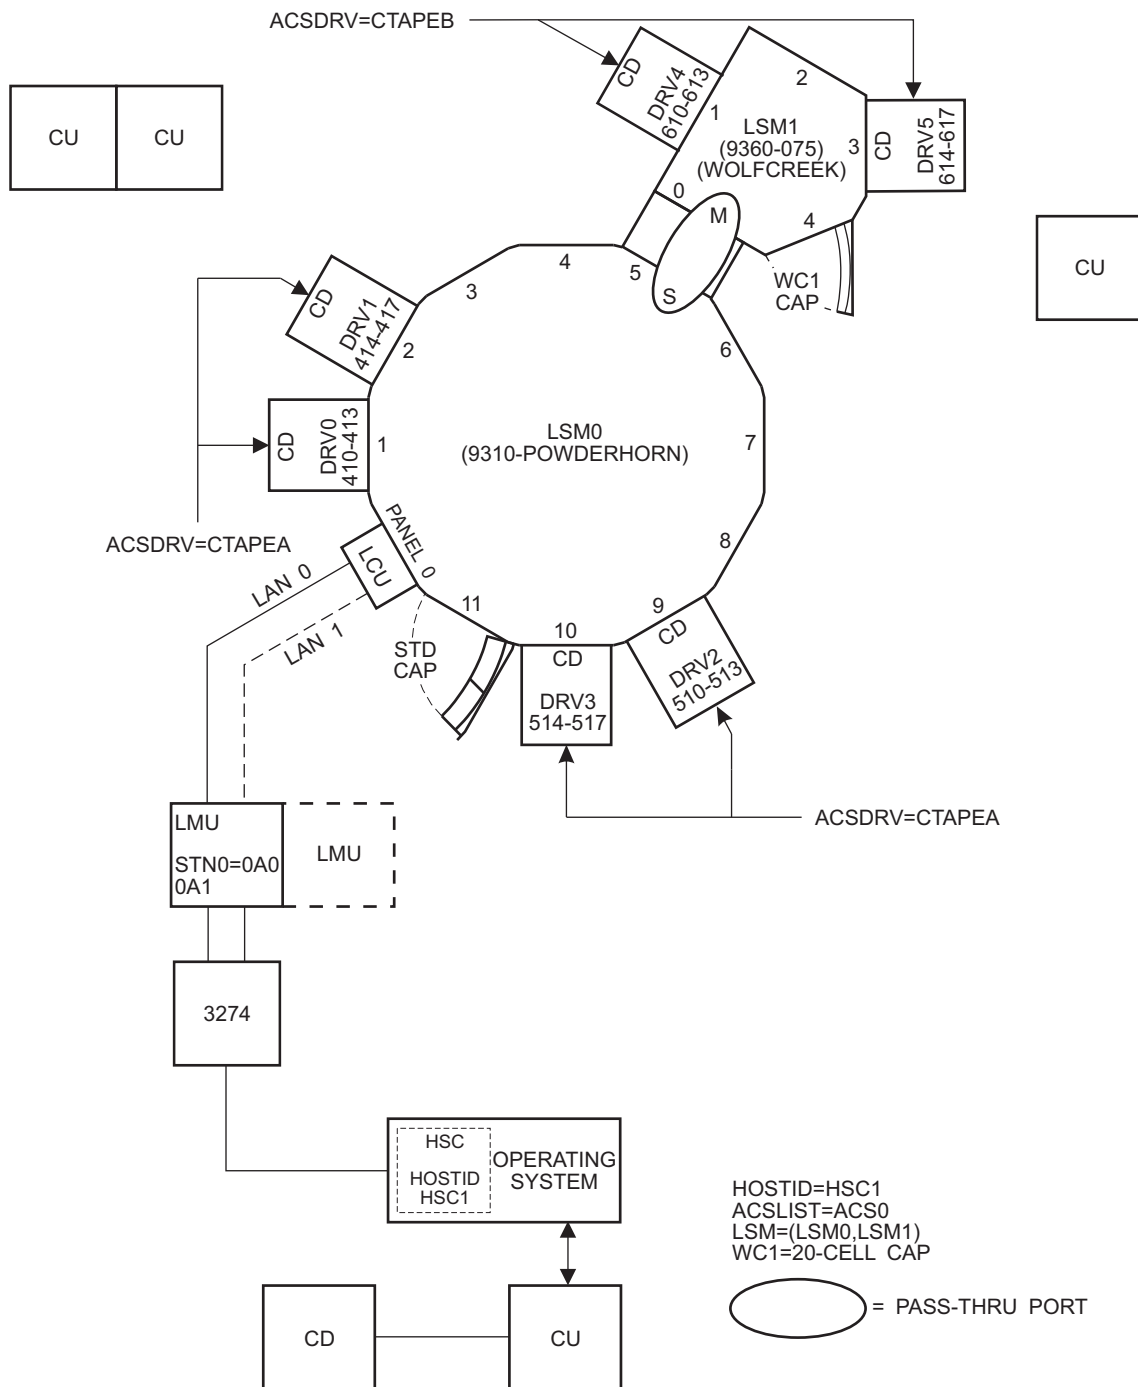 ACSDRV=CTAPEB
CU
CU
CD
DRV4
610-613
1
2
LSM1
(9360-075)
(WOLFCREEK)
3
CD
DRV5
614-617
0
M
4
CU
WC1
CAP
S
5
4
3
CD
DRV1
414-417
2
6
CD
DRV0
410-413
1
LSM0
(9310-POWDERHORN)
7
ACSDRV=CTAPEA
PANEL 0
LCU
8
LAN 0
LAN 1
11
10
9
STD
CAP
CD
DRV3
514-517
CD
DRV2
510-513
ACSDRV=CTAPEA
LMU
STN0=0A0
0A1
LMU
3274
HSC
HOSTID
HSC1
OPERATING
SYSTEM
HOSTID=HSC1
ACSLIST=ACS0
LSM=(LSM0,LSM1)
WC1=20-CELL CAP
= PASS-THRU PORT
CD
CU